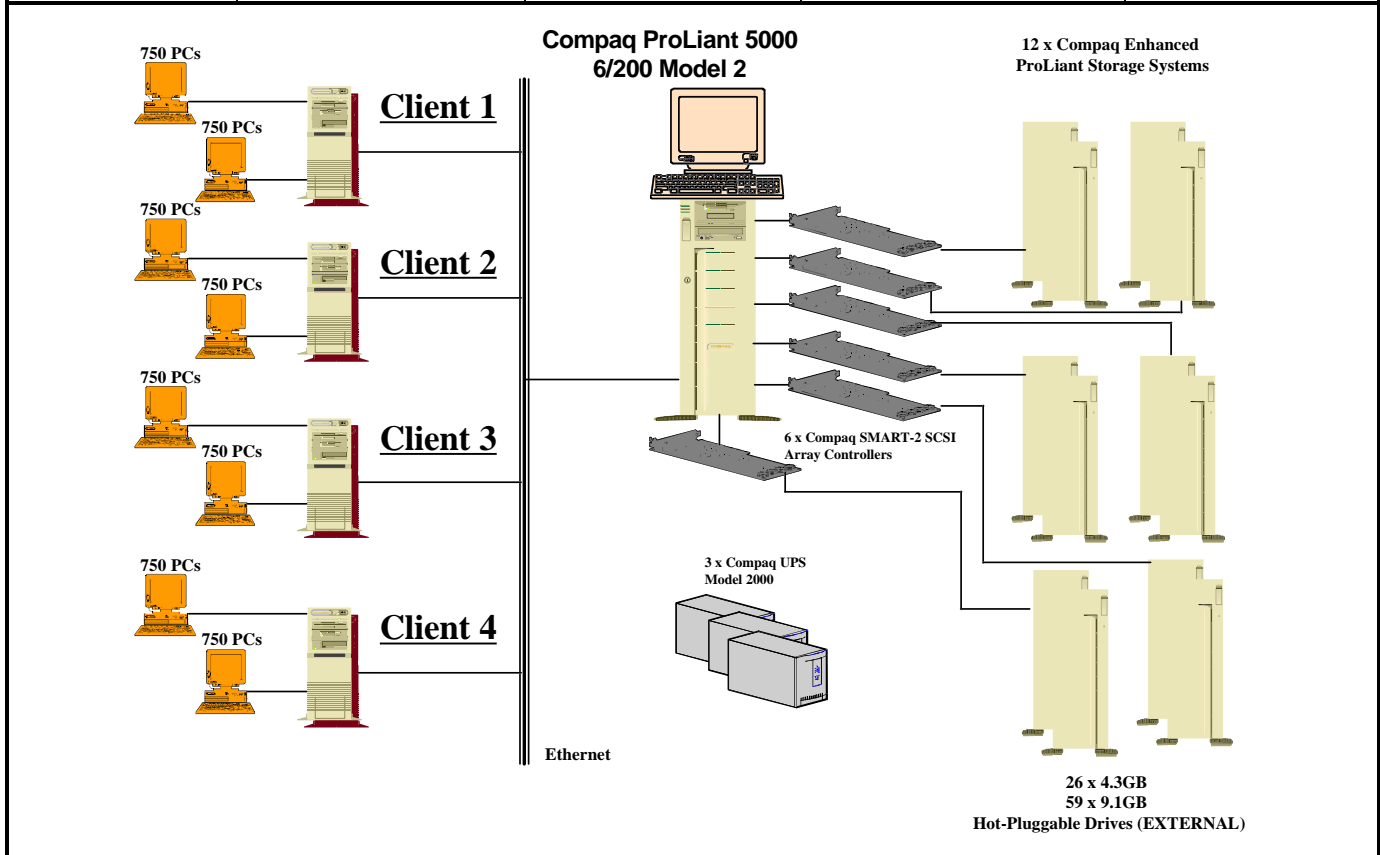 Compaq ProLiant 5000
6/200 Model 2
12 x Compaq Enhanced
ProLiant Storage Systems
750 PCs
Client 1
750 PCs
750 PCs
Client 2
750 PCs
750 PCs
Client 3
750 PCs
750 PCs
Client 4
750 PCs
6 x Compaq SMART-2 SCSI
Array Controllers
3 x Compaq UPS
Model 2000
Ethernet
26 x 4.3GB
59 x 9.1GB
Hot-Pluggable Drives (EXTERNAL)